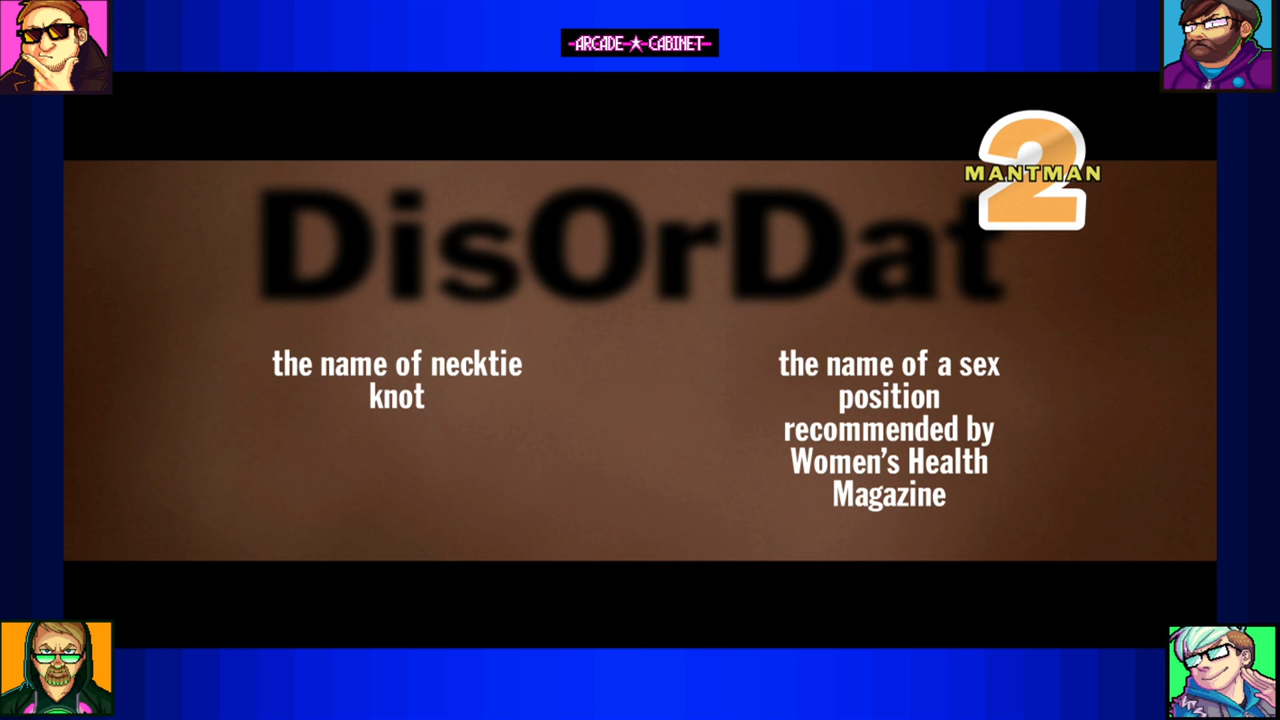 ARCADE★CABINET
2
MANTMAN
DisOrDat
the name of necktie
knot
the name of a sex
position
recommended by
Women's Health
Magazine